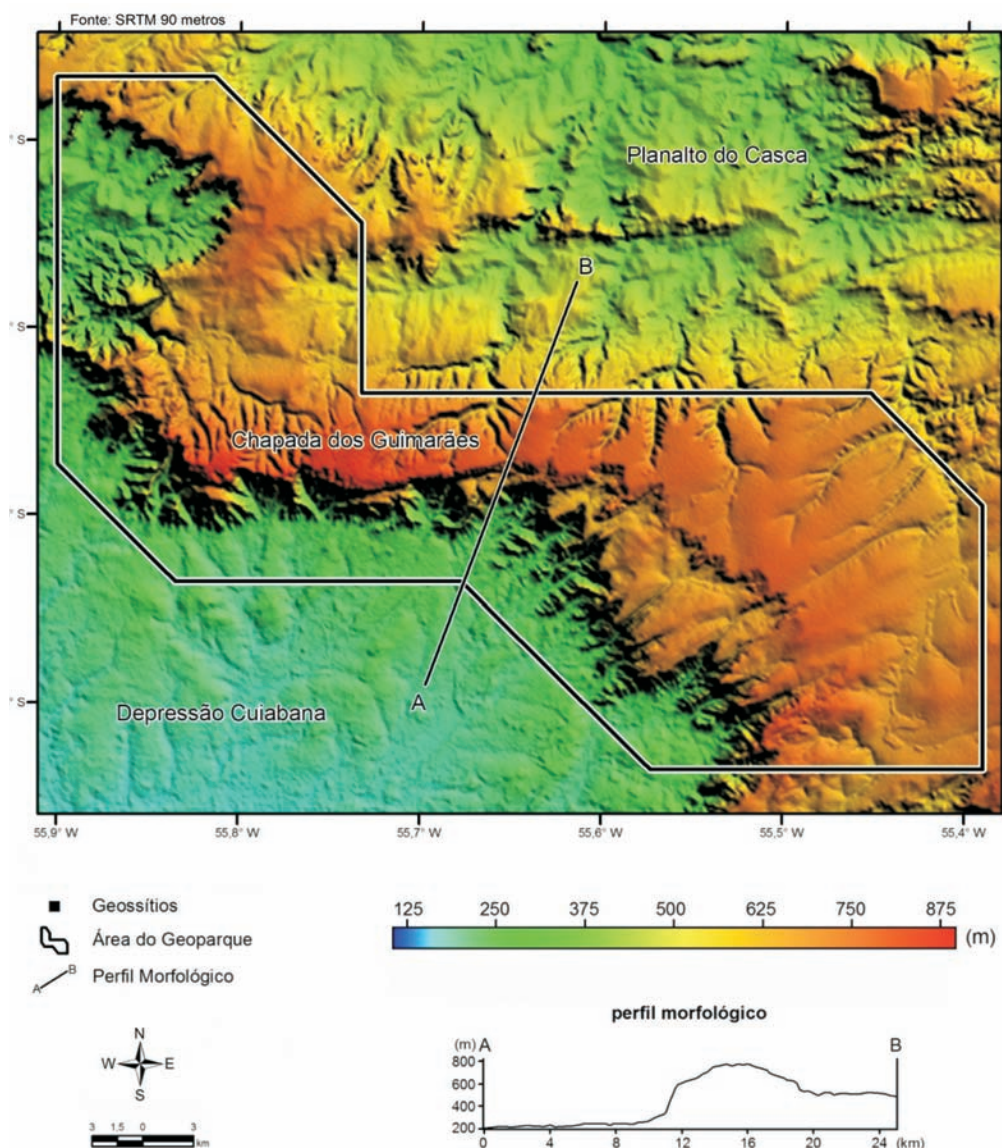 Fonte: SRTM 90 metros
° S
Planalto do Casca
B
° S
Chapada dos Guimarães
° S
A
° S
Depressão Cuiabana
55,9° W 55,8° W 55,7° W 55,6° W 55,5° W 55,4° W
Geossítios
Área do Geoparque
A B Perfil Morfológico
125 250 375 500 625 750 875 (m)
N
W E
S
3 1,5 0 3
km
perfil morfológico
(m) A B
800
600
400
200
0 4 8 12 16 20 24 (km)